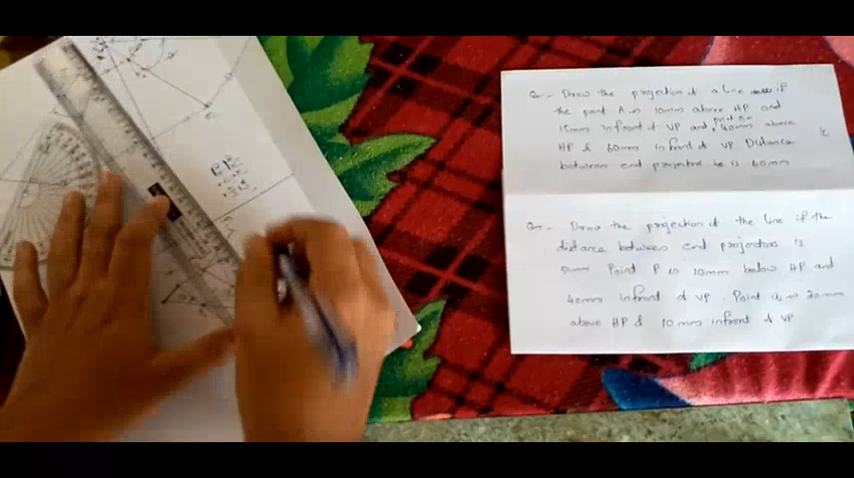 Draw the projection of a line if
the point A is 10mm above HP and
15mm infront of VP and point B is 40mm above
HP & 60mm infront of VP Distance
between end projectors is 60mm
Draw the projection of the line if the
distance between end projectors is
Point P is 10mm below HP and
40mm infront of VP. Point Q is 20mm
above HP & 10mm infront of VP